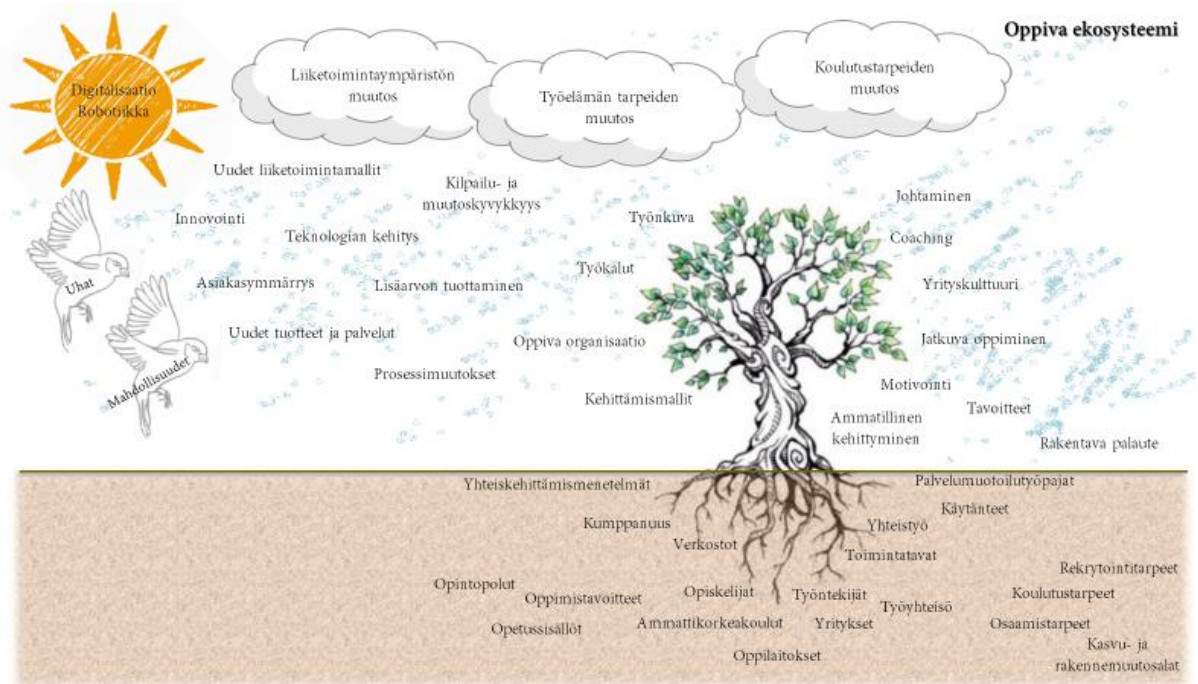 Oppiva ekosysteemi
Digitalisaatio
Robotiikka
Liiketoimintaympäristön
muutos
Työelämän tarpeiden
muutos
Koulutustarpeiden
muutos
Uudet liiketoimintamallit
Kilpailu- ja
muutoskyvykkyys
Innovointi
Teknologian kehitys
Asiakasymmärrys
Lisäarvon tuottaminen
Uudet tuotteet ja palvelut
Prosessimuutokset
Uhat
Mahdollisuudet
Työnkuva
Työkalut
Oppiva organisaatio
Kehittämismallit
Johtaminen
Coaching
Yrityskulttuuri
Jatkuva oppiminen
Motivointi
Tavoitteet
Ammatillinen
kehittyminen
Rakentava palaute
Yhteiskehittämismenetelmät
Palvelumuotoilutyöpajat
Käytänteet
Kumppanuus
Yhteistyö
Verkostot
Toimintatavat
Rekrytointitarpeet
Opintopolut
Oppimistavoitteet
Opiskelijat
Työntekijät
Työyhteisö
Koulutustarpeet
Opetussisällöt
Ammattikorkeakoulut
Yritykset
Osaamistarpeet
Oppilaitokset
Kasvu- ja
rakennemuutosalat